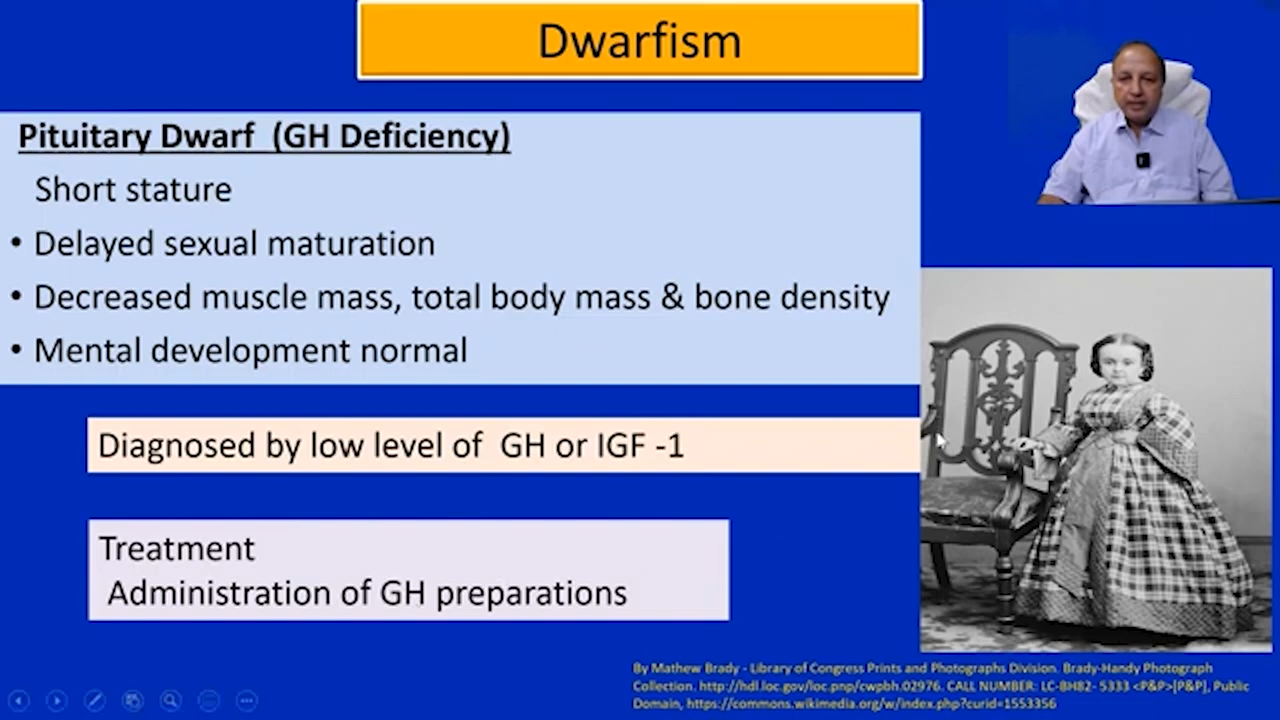 Dwarfism
Pituitary Dwarf (GH Deficiency)
Short stature
• Delayed sexual maturation
• Decreased muscle mass, total body mass & bone density
• Mental development normal
Diagnosed by low level of GH or IGF -1
Treatment
Administration of GH preparations
By Mathew Brady - Library of Congress Prints and Photographs Division. Brady-Handy Photograph
Collection. http://hdl.loc.gov/loc.pnp/cwpbh.02976. CALL NUMBER: LC-BH82- 5333 <P&P>[P&P], Public
Domain, https://commons.wikimedia.org/w/index.php?curid=1553356